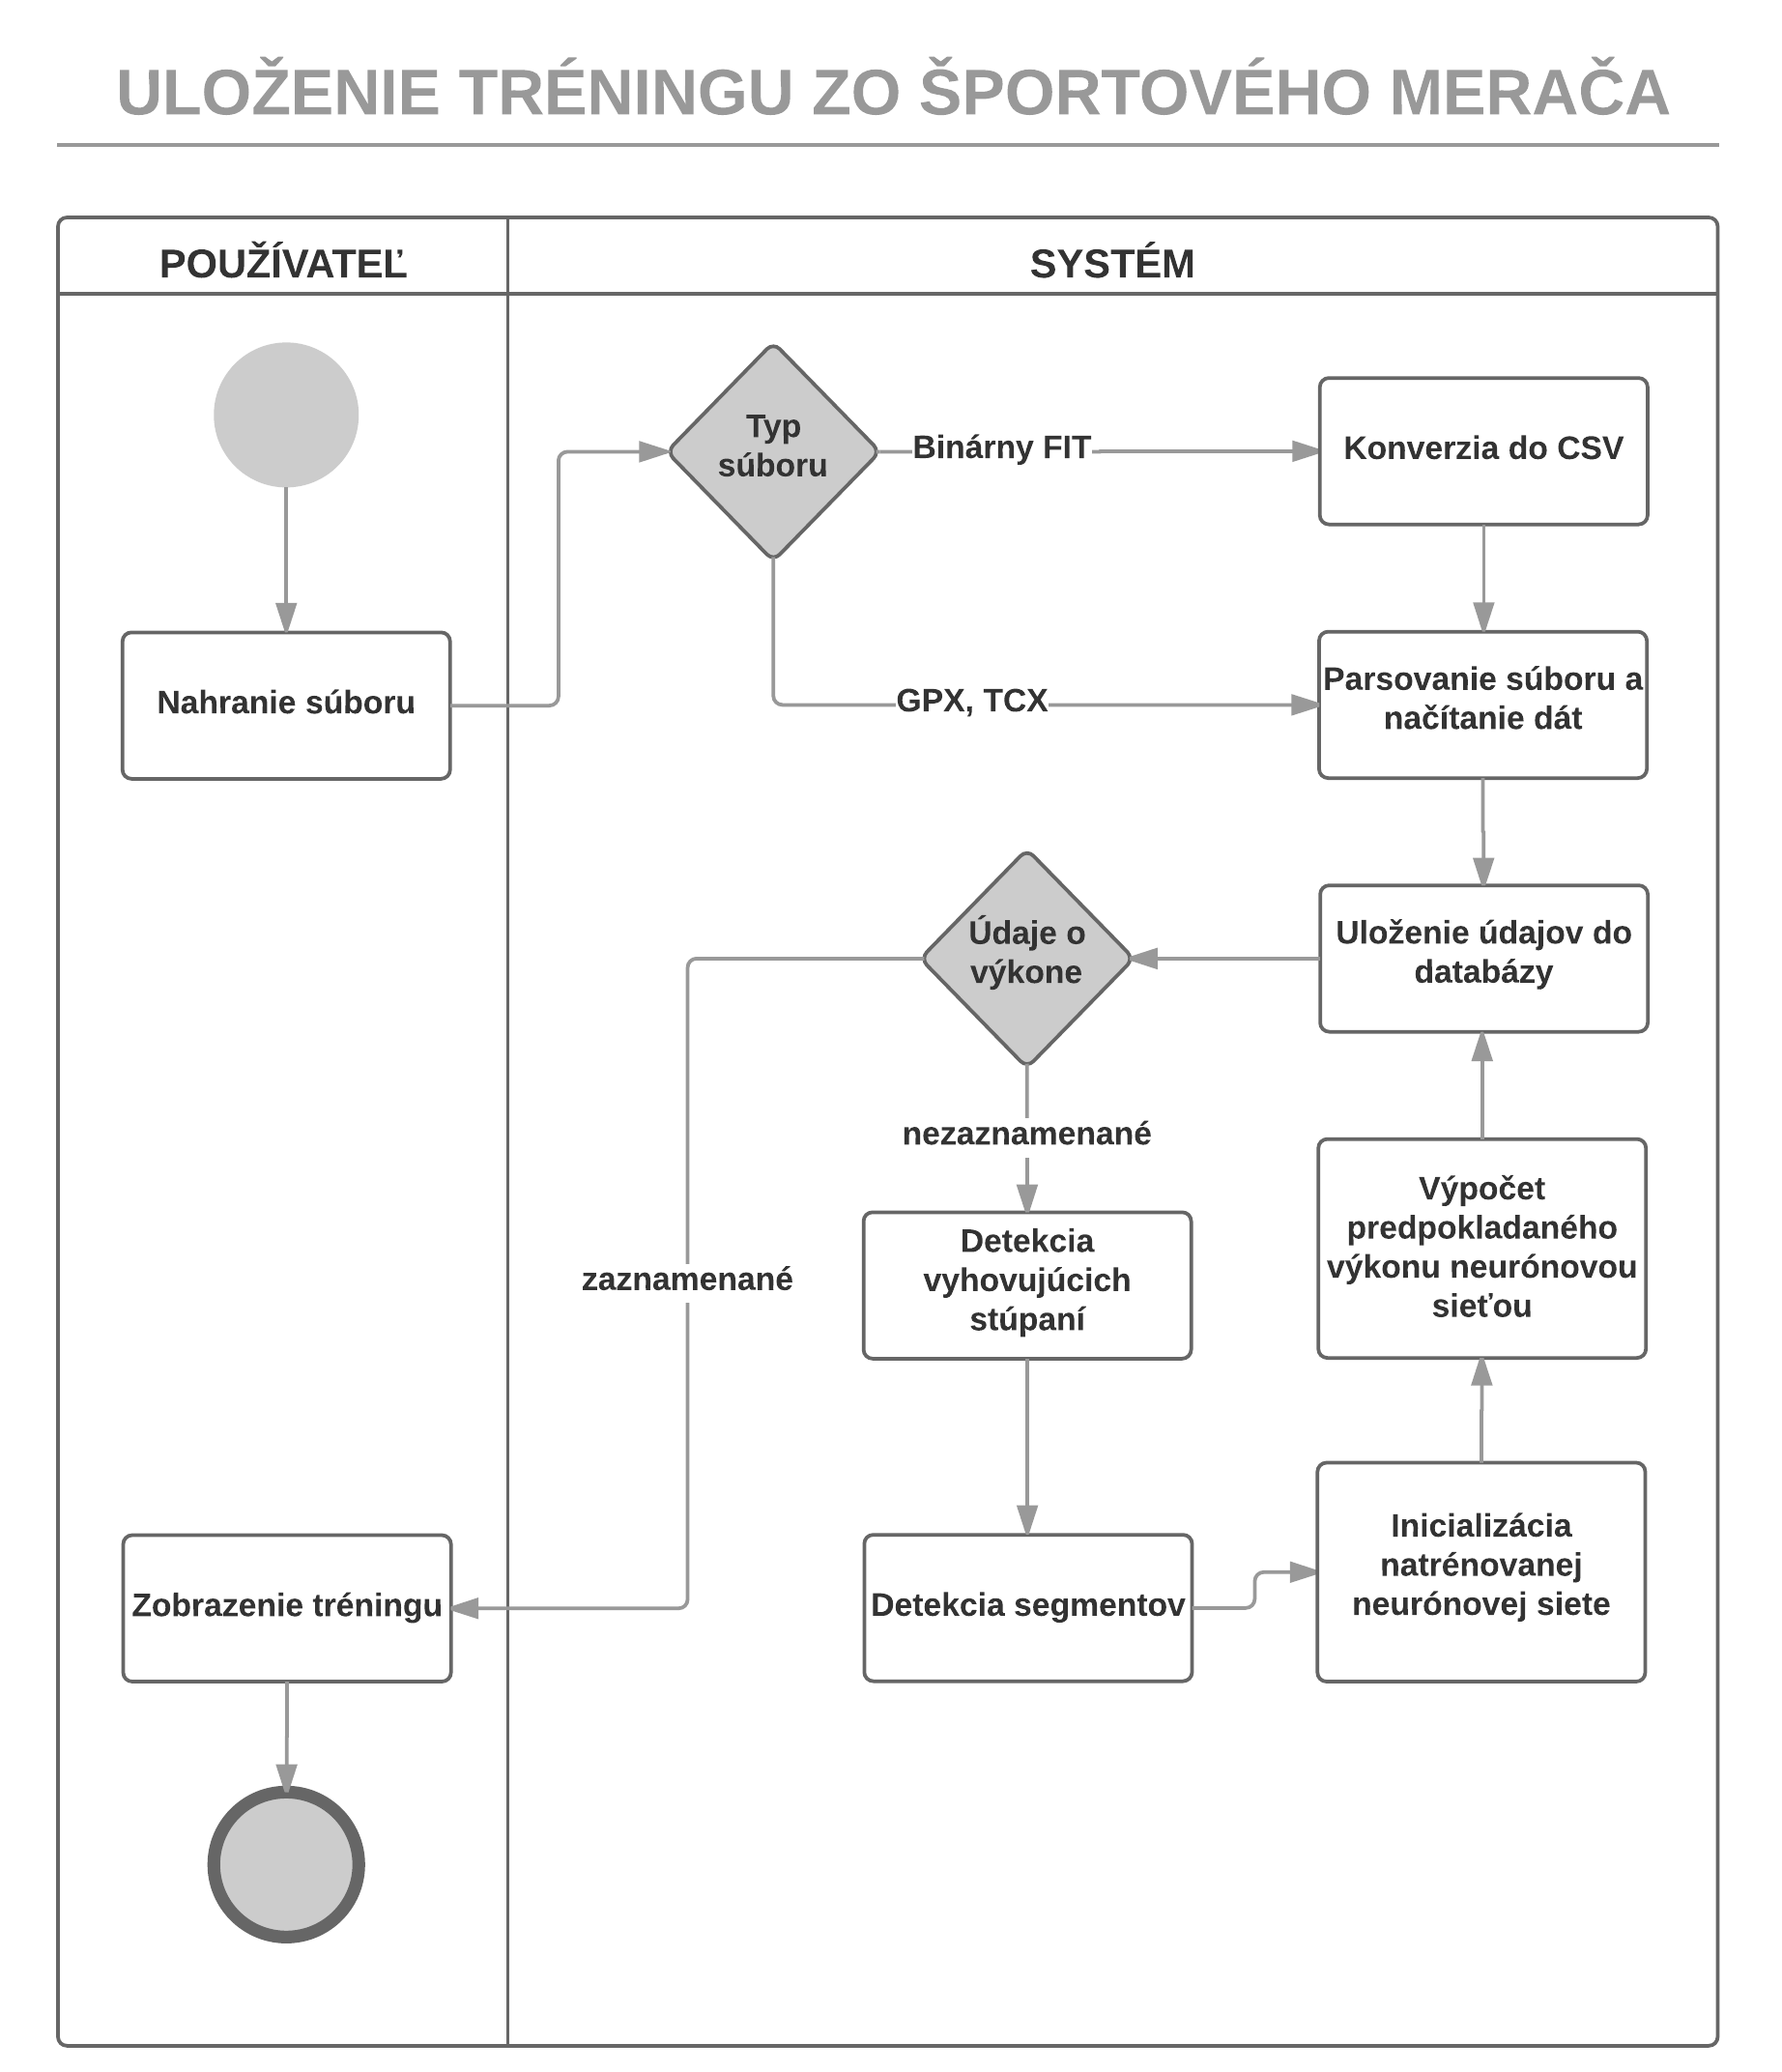 ULOŽENIE TRÉNINGU ZO ŠPORTOVÉHO MERAČA
POUŽÍVATEĽ
SYSTÉM
Typ
súboru
Binárny FIT
Konverzia do CSV
Nahranie súboru
GPX, TCX
Parsovanie súboru a
načítanie dát
Údaje o
výkone
Uloženie údajov do
databázy
nezaznamenané
zaznamenané
Detekcia
vyhovujúcich
stúpaní
Výpočet
predpokladaného
výkonu neurónovou
sieťou
Zobrazenie tréningu
Detekcia segmentov
Inicializácia
natrénovanej
neurónovej siete